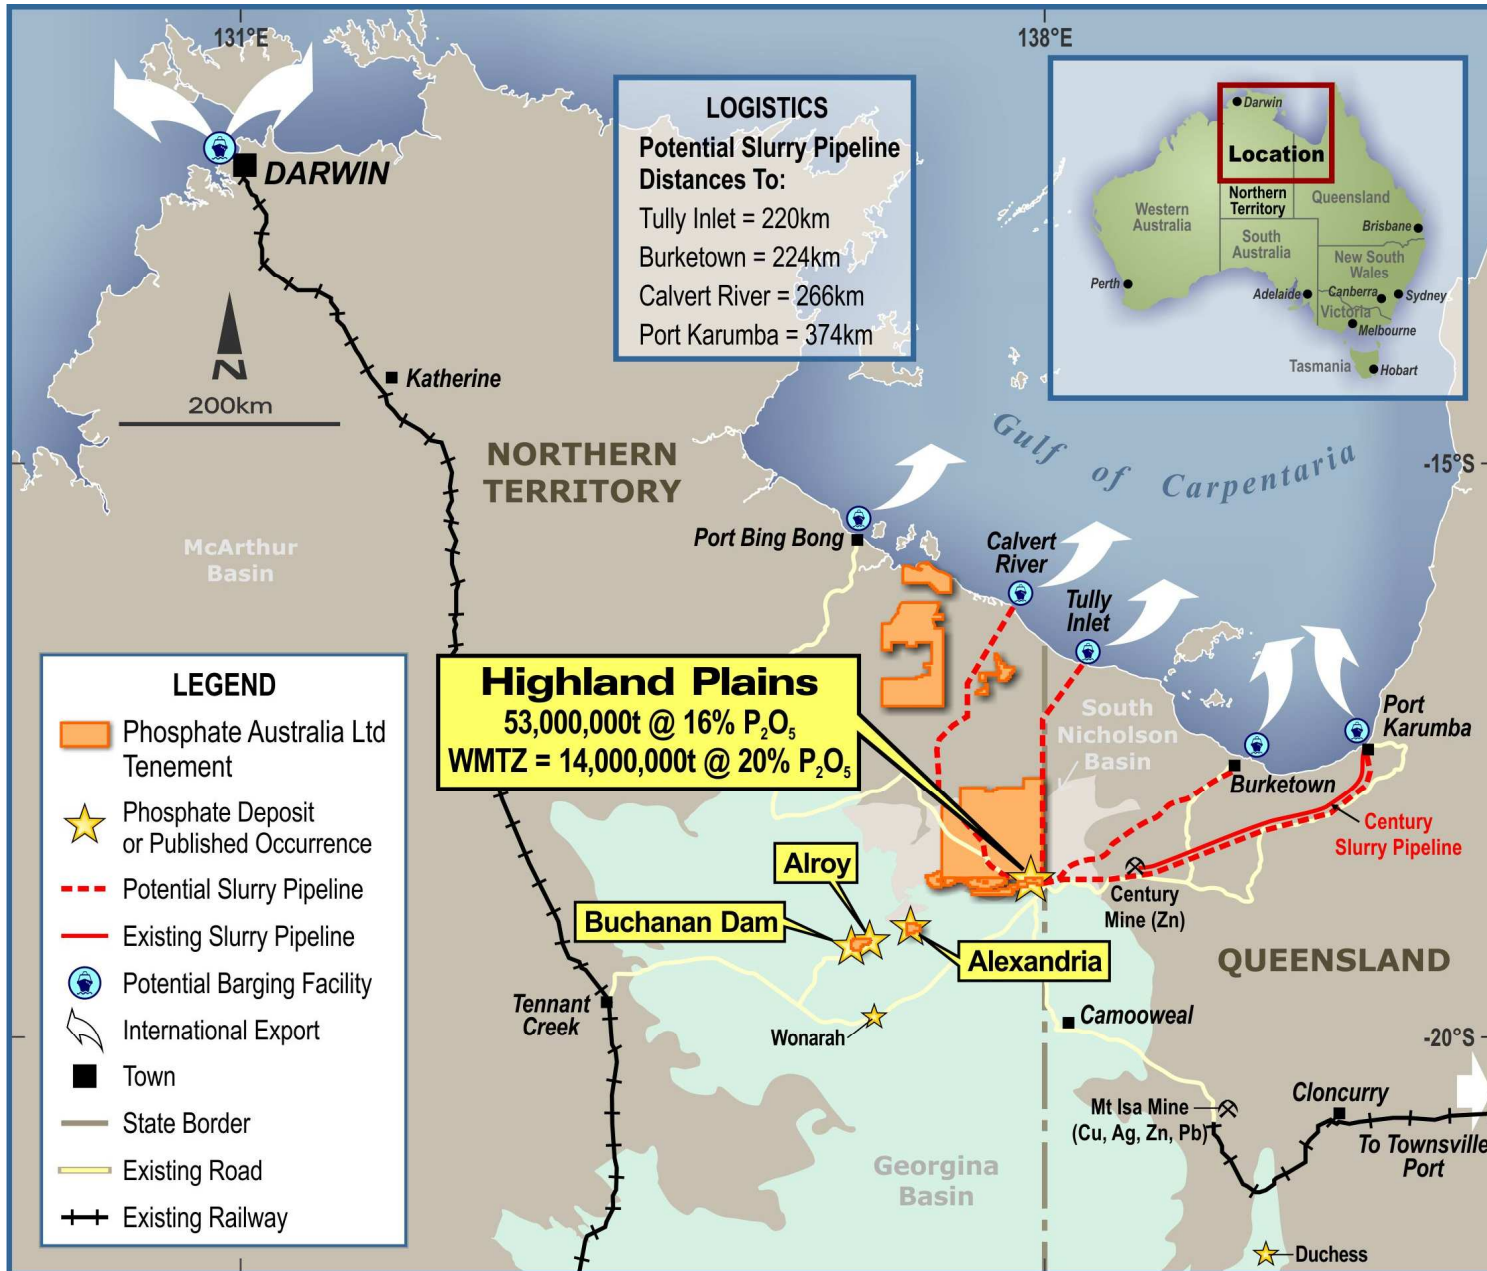 131°E
138°E
DARWIN
LOGISTICS
Potential Slurry Pipeline
Distances To:
Tully Inlet = 220km
Burketown = 224km
Calvert River = 266km
Port Karumba = 374km
Darwin
Location
Northern
Territory
Western
Australia
Queensland
South
Australia
Brisbane
New South
Wales
Perth
Adelaide
Canberra
Sydney
Victoria
Melbourne
Tasmania
Hobart
N
200km
Katherine
NORTHERN
TERRITORY
Gulf of Carpentaria
-15°S
McArthur
Basin
Port Bing Bong
Calvert
River
Tully
Inlet
Highland Plains
53,000,000t @ 16% P₂O₅
WMTZ = 14,000,000t @ 20% P₂O₅
South
Nicholson
Basin
Port
Karumba
Burketown
Century
Slurry Pipeline
Century
Mine (Zn)
Alroy
Buchanan Dam
Alexandria
QUEENSLAND
Tennant
Creek
Wonarah
Camooweal
-20°S
Mt Isa Mine
(Cu, Ag, Zn, Pb)
Cloncurry
To Townsville
Port
Georgina
Basin
Duchess
LEGEND
Phosphate Australia Ltd
Tenement
Phosphate Deposit
or Published Occurrence
Potential Slurry Pipeline
Existing Slurry Pipeline
Potential Barging Facility
International Export
Town
State Border
Existing Road
Existing Railway